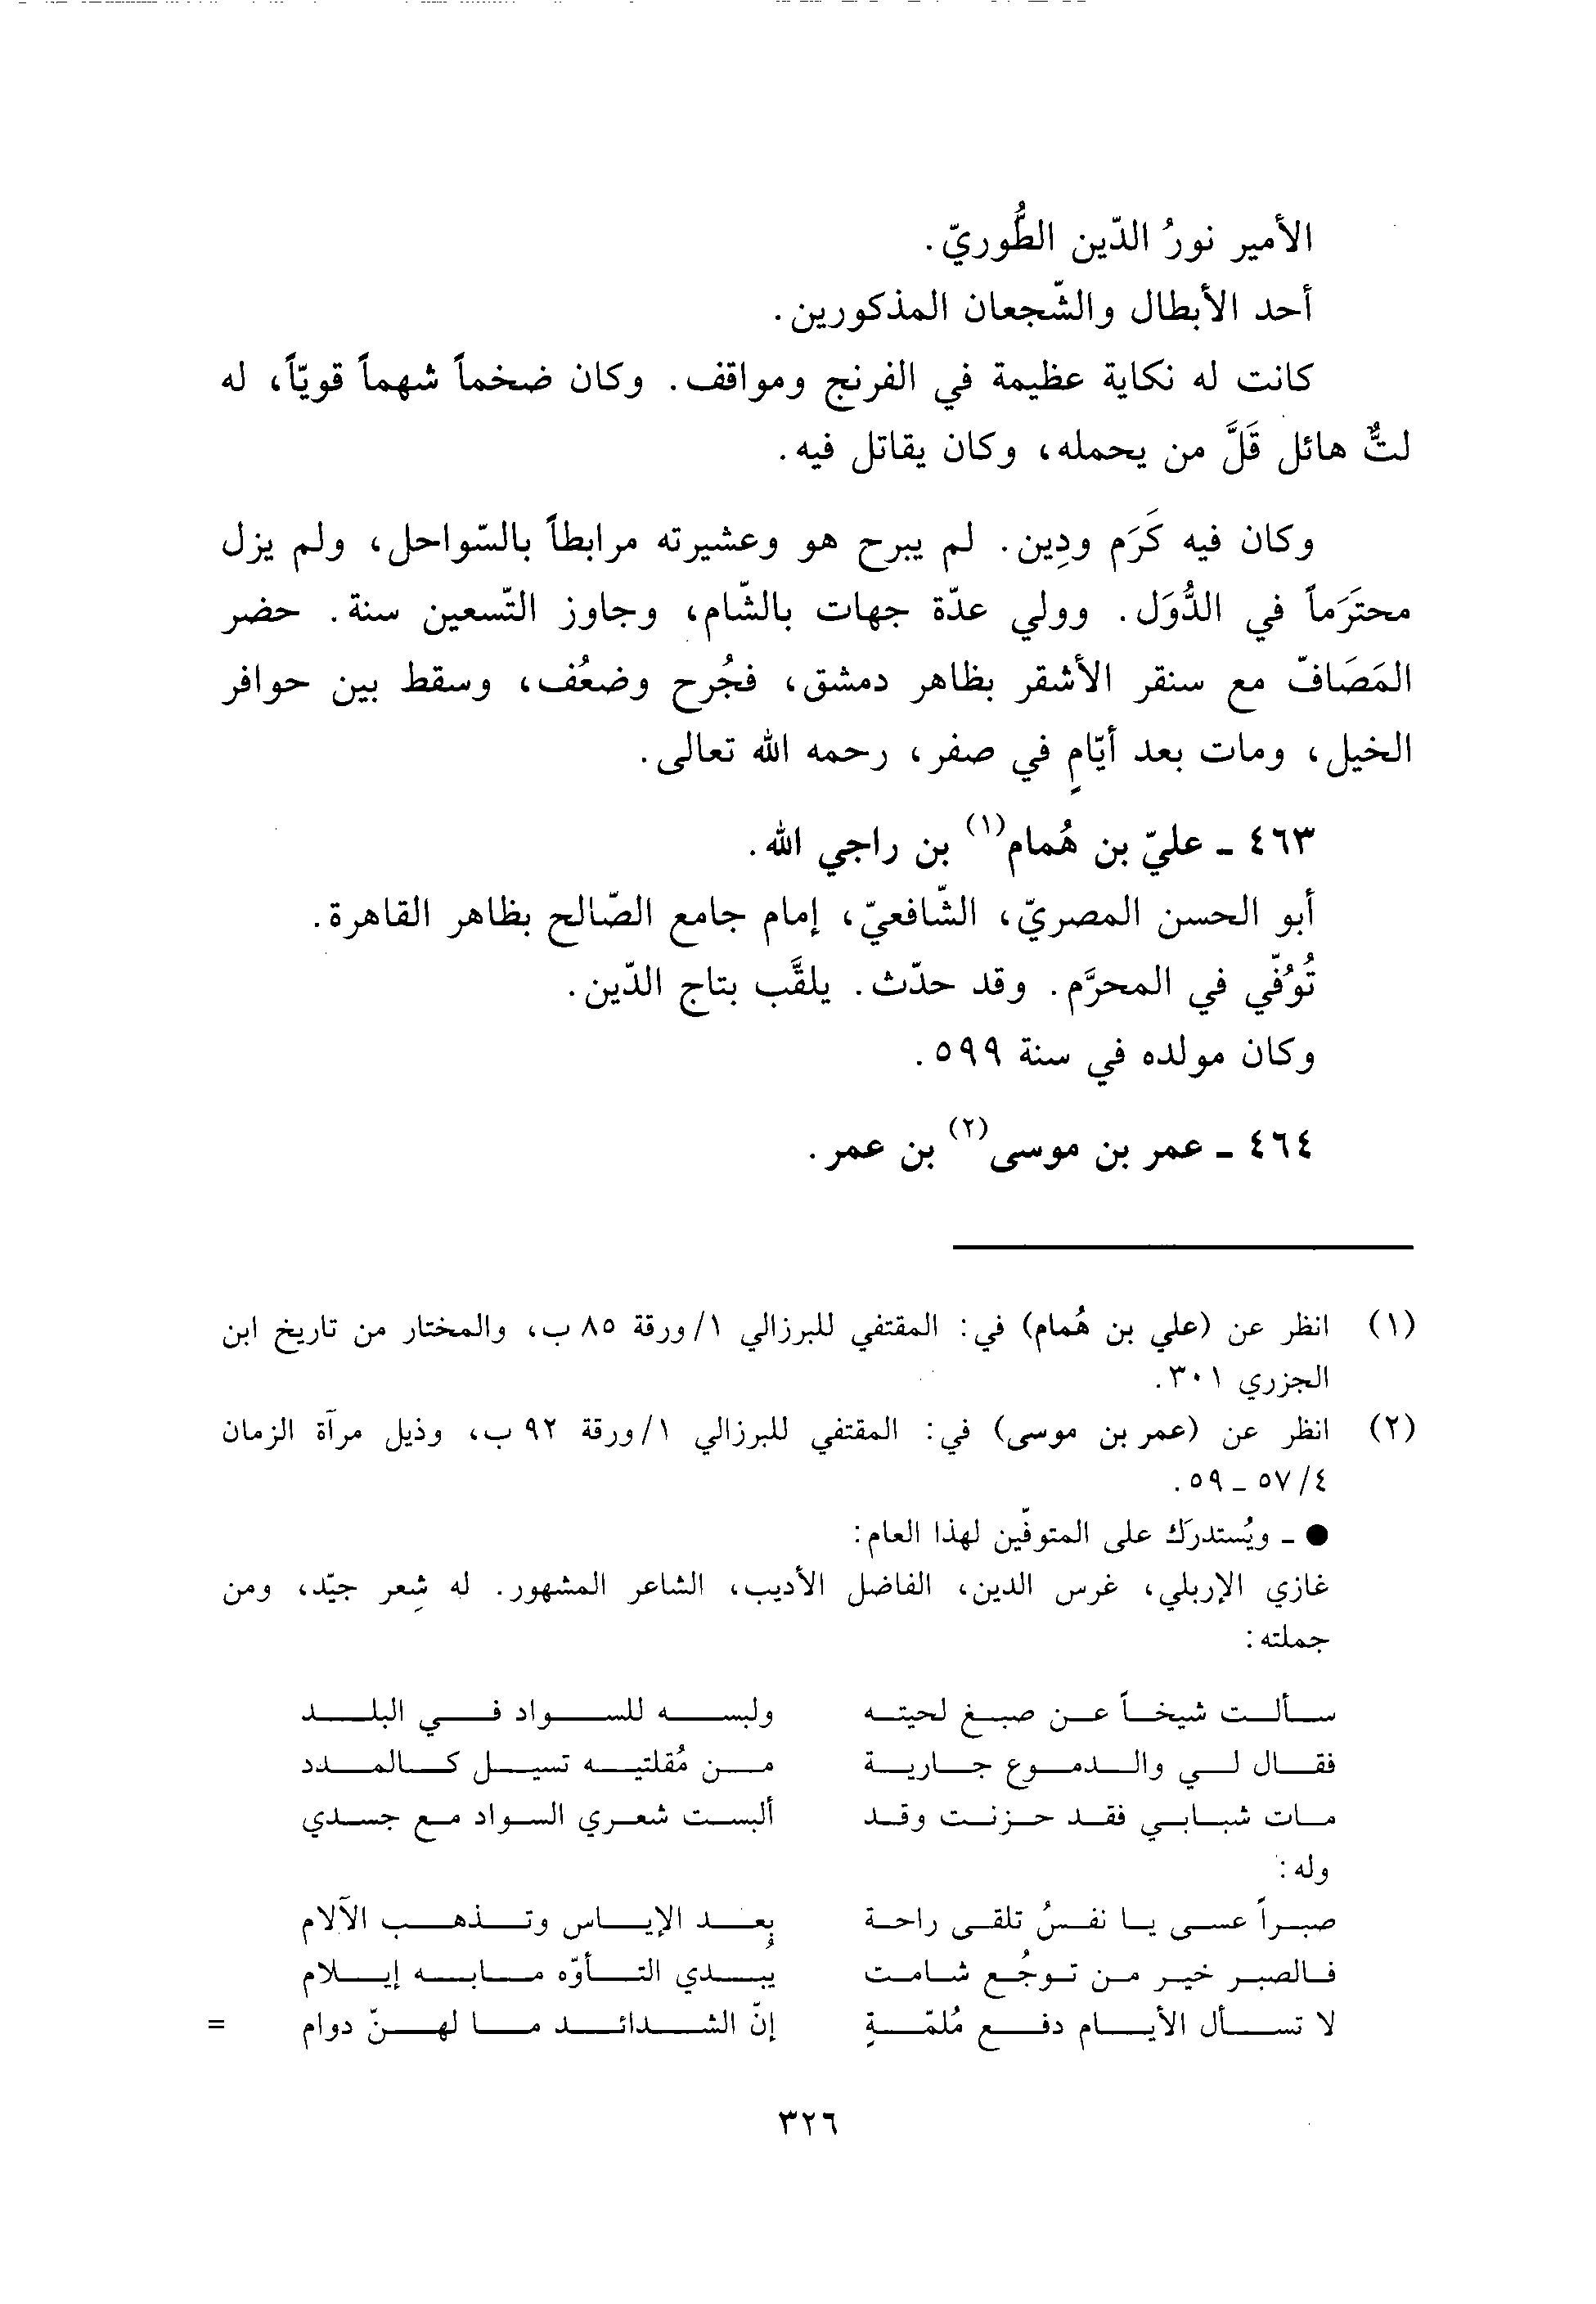 الأمير نورُ الدّين الطُّوريّ.
أحد الأبطال والشّجعان المذكورين.
كانت له نكاية عظيمة في الفرنج ومواقف. وكان ضخماً شهماً قويّاً، له
لتٌّ هائل قَلَّ من يحمله، وكان يقاتل فيه.
وكان فيه كَرَم ودِين. لم يبرح هو وعشيرته مرابطاً بالسّواحل، ولم يزل
محتَرَماً في الدُّوَل. وولي عدّة جهات بالشّام، وجاوز التّسعين سنة. حضر
المَصَافّ مع سنقر الأشقر بظاهر دمشق، فجُرح وضعُف، وسقط بين حوافر
الخيل، ومات بعد أيّامٍ في صفر، رحمه الله تعالى.
٤٦٣ - عليّ بن هُمام(١) بن راجي الله.
أبو الحسن المصريّ، الشّافعيّ، إمام جامع الصّالح بظاهر القاهرة.
تُوُفّي في المحرَّم. وقد حدّث. يلقَّب بتاج الدّين.
وكان مولده في سنة ٥٩٩.
٤٦٤ - عمر بن موسى(٢) بن عمر.
(١) انظر عن (علي بن هُمام) في: المقتفي للبرزالي ١/ورقة ٨٥ ب، والمختار من تاريخ ابن
الجزري ٣٠١.
(٢) انظر عن (عمر بن موسى) في: المقتفي للبرزالي ١/ورقة ٩٢ ب، وذيل مرآة الزمان
٤/ ٥٧ - ٥٩.
● - ويُستدرَك على المتوفّين لهذا العام:
غازي الإربلي، غرس الدين، الفاضل الأديب، الشاعر المشهور. له شِعر جيّد، ومن
جملته:
سألت شيخاً عن صبغ لحيته ولبسه للسواد في البلد
فقال لي والدموع جارية من مُقلتيه تسيل كالمدد
مات شبابي فقد حزنت وقد ألبست شعري السواد مع جسدي
وله:
صبراً عسى يا نفسُ تلقى راحة بعد الإياس وتذهب الآلام
فالصبر خير من توجُع شامت يُبدي التأوّه مابه إيلام
لا تسأل الأيام دفع مُلمّةٍ إنّ الشدائد ما لهنّ دوام =
٣٢٦